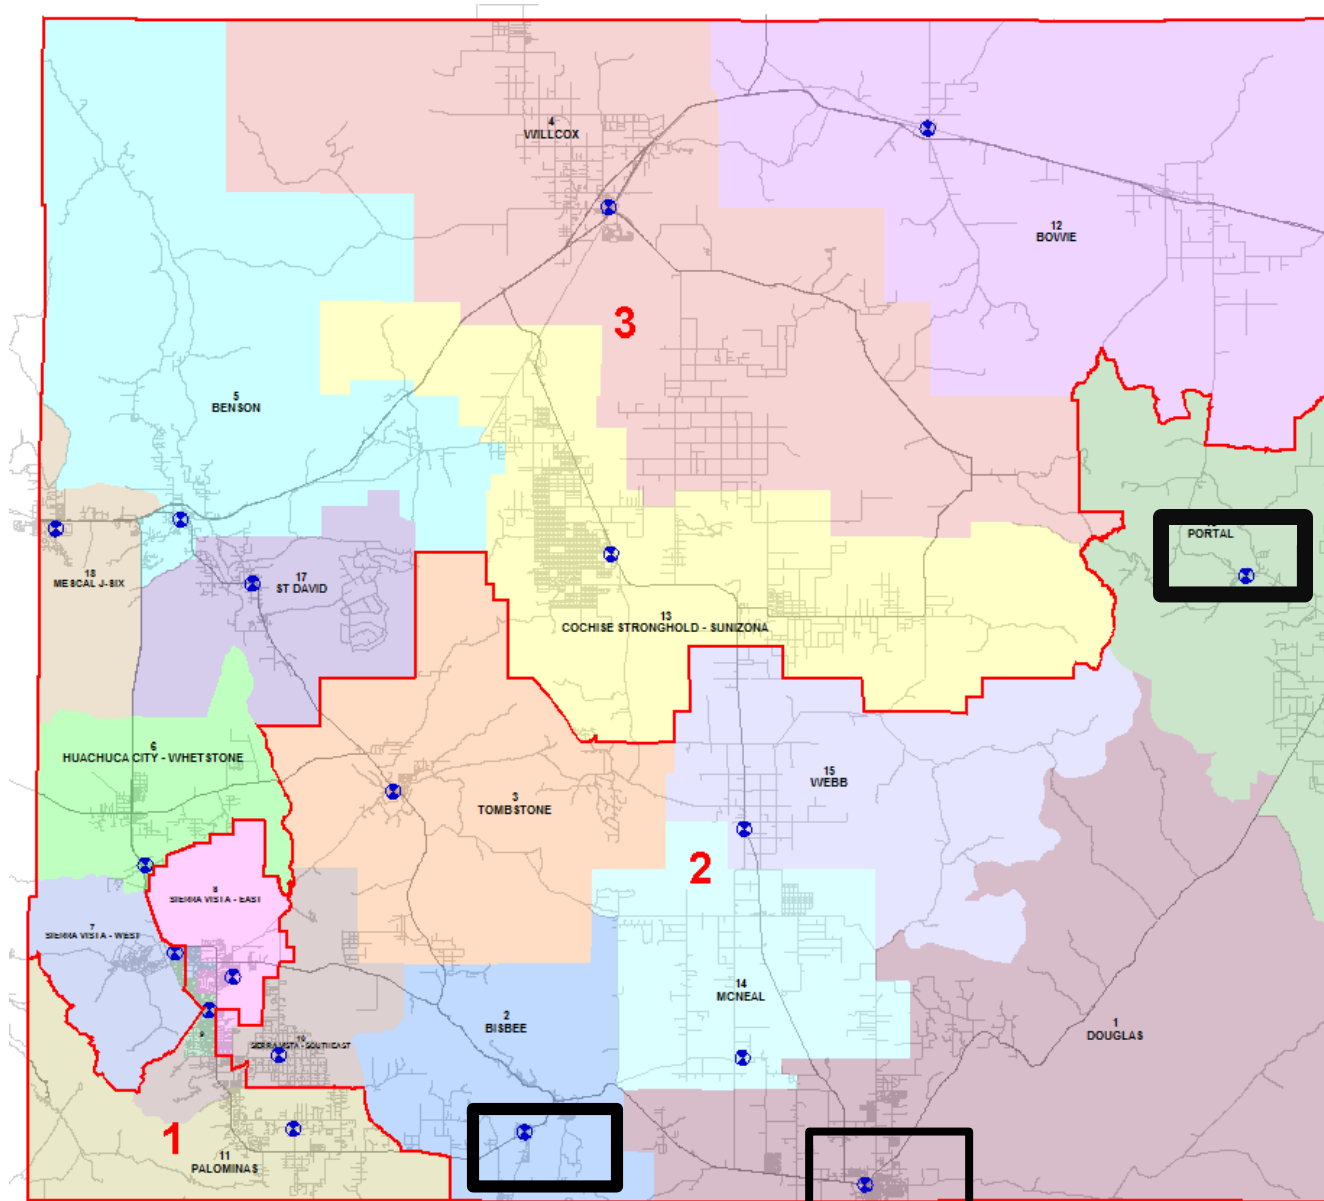 4
WILLCOX
12
BOWIE
3
5
BENSON
PORTAL
18
MESCAL J-SIX
17
ST DAVID
13
COCHISE STRONGHOLD - SUNIZONA
6
HUACHUCA CITY - WHETSTONE
15
WEBB
3
TOMBSTONE
2
8
SIERRA VISTA - EAST
7
SIERRA VISTA - WEST
14
MCNEAL
2
BISBEE
1
DOUGLAS
9
10
SIERRA VISTA - SOUTHEAST
1
11
PALOMINAS